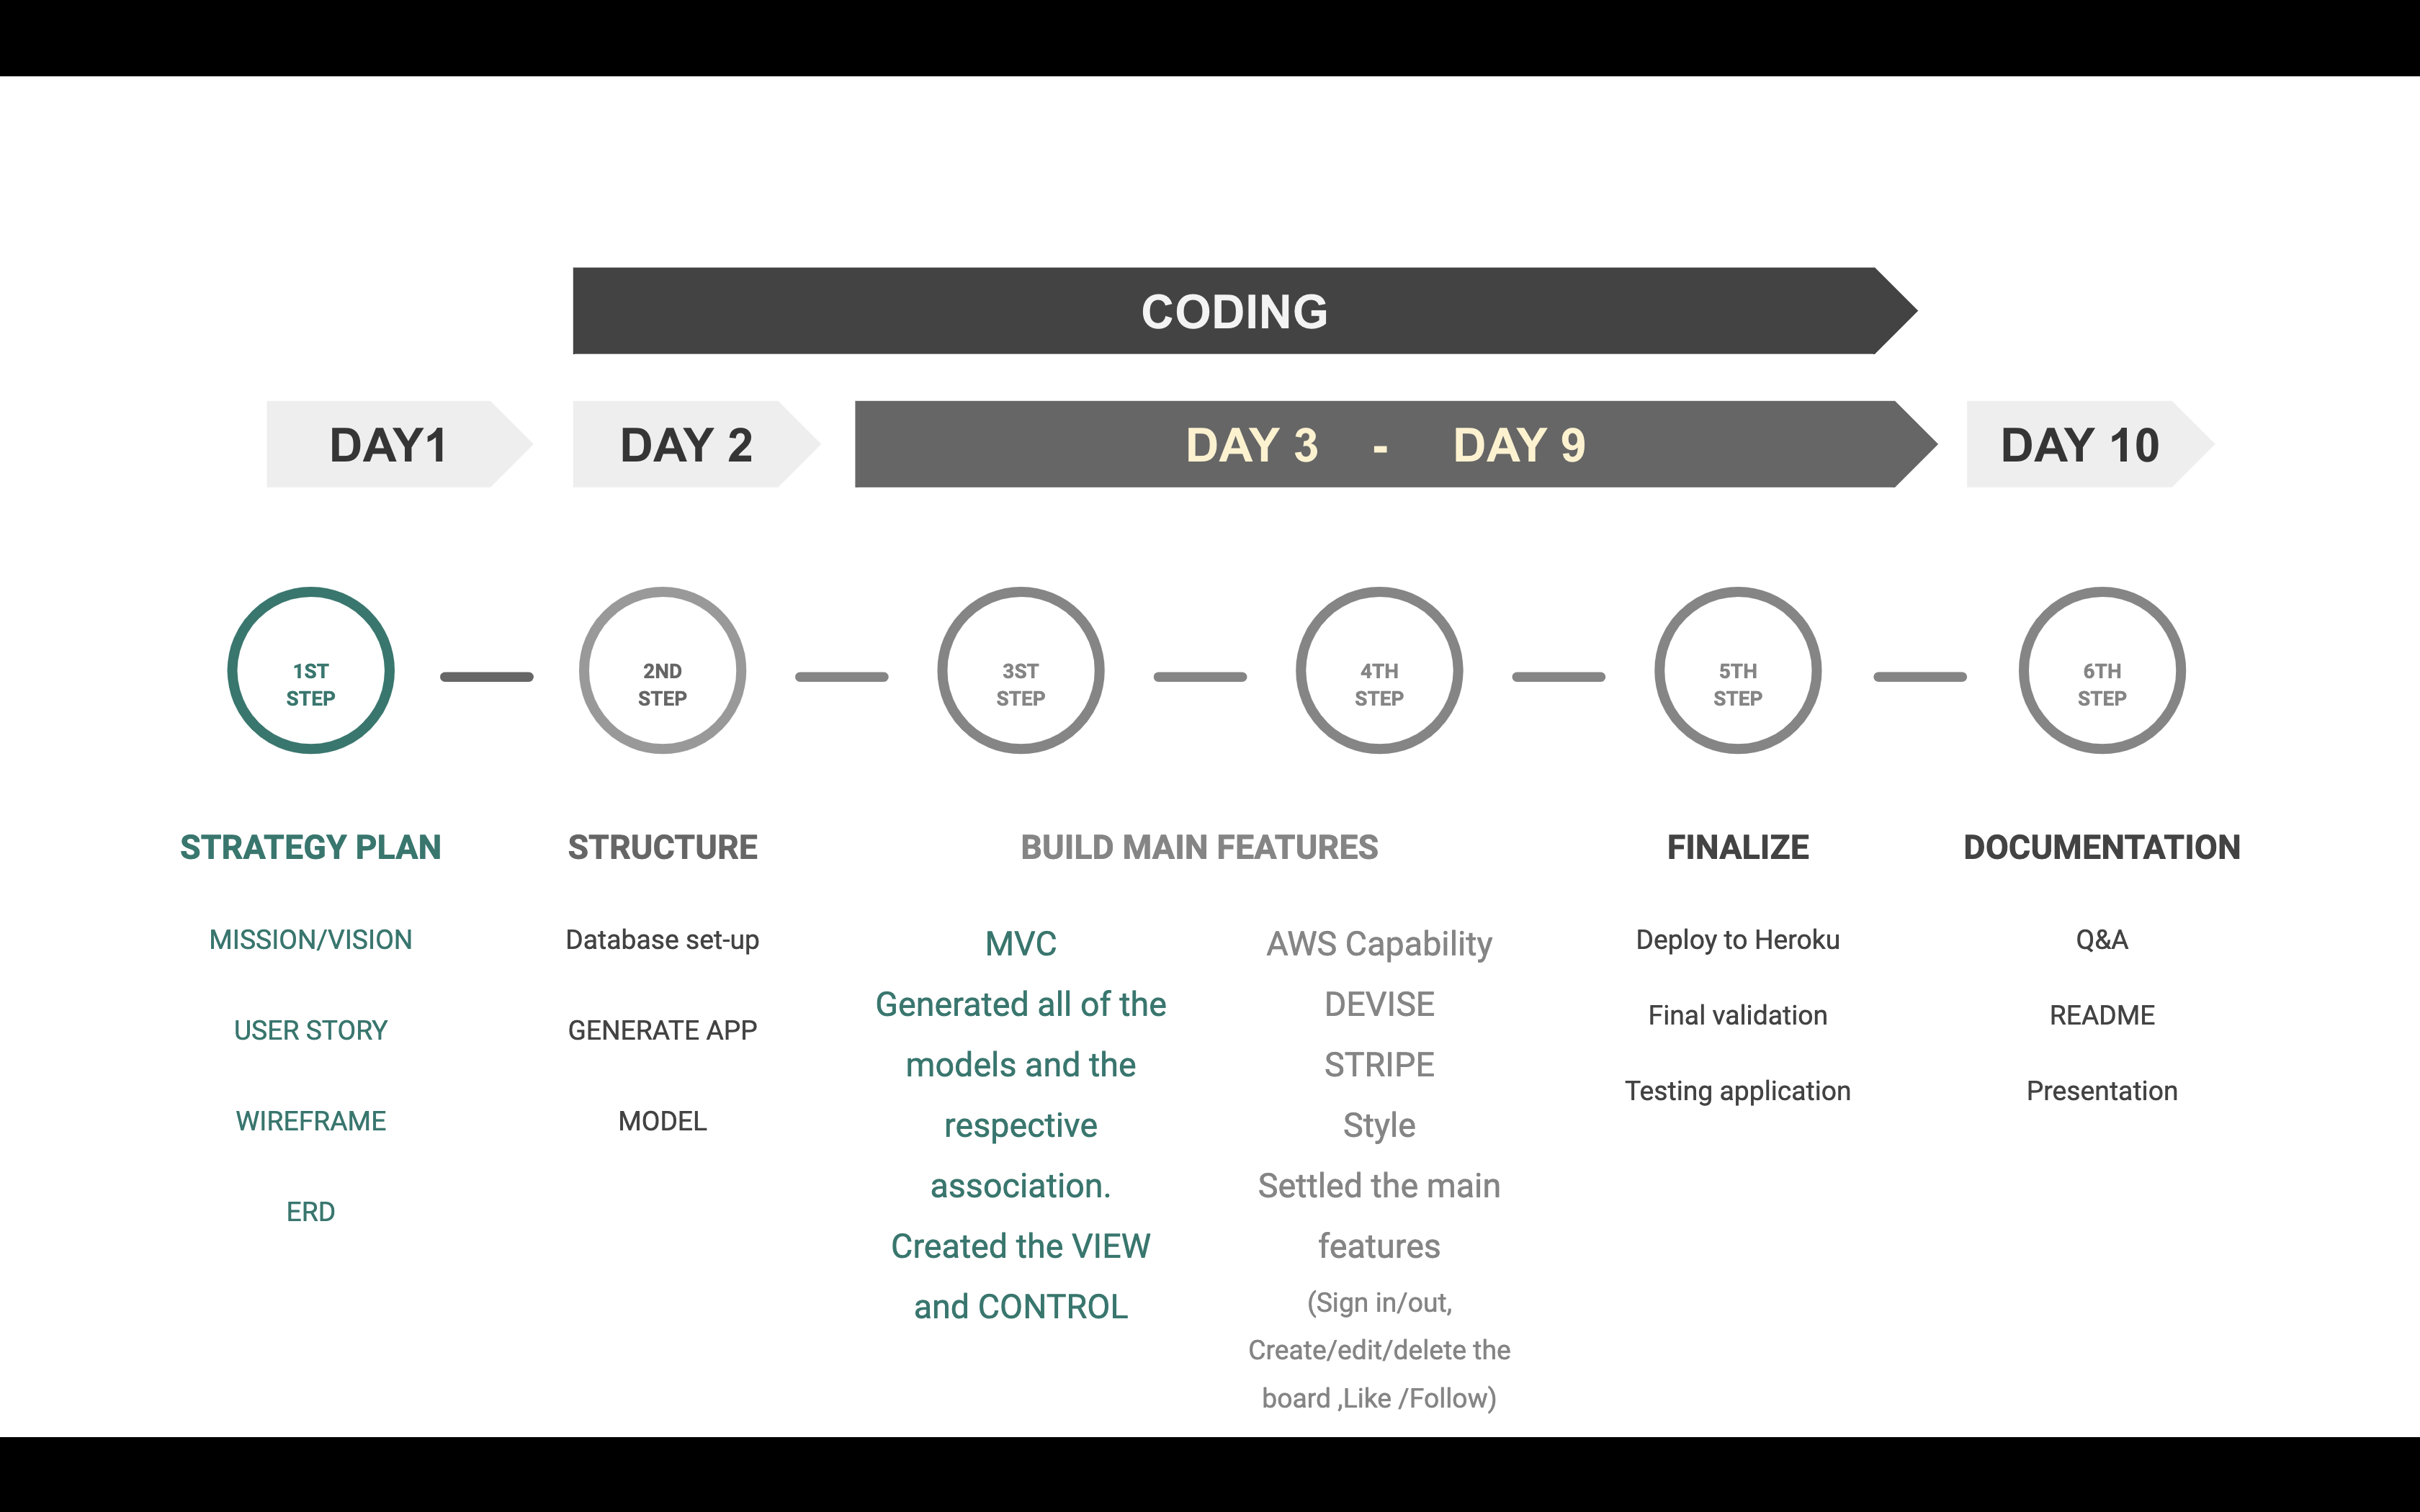 CODING
DAY1
DAY 2
DAY 3 - DAY 9
DAY 10
1ST
STEP
2ND
STEP
3ST
STEP
4TH
STEP
5TH
STEP
6TH
STEP
STRATEGY PLAN
MISSION/VISION
USER STORY
WIREFRAME
ERD
STRUCTURE
Database set-up
GENERATE APP
MODEL
BUILD MAIN FEATURES
MVC
Generated all of the
models and the
respective
association.
Created the VIEW
and CONTROL
AWS Capability
DEVISE
STRIPE
Style
Settled the main
features
(Sign in/out,
Create/edit/delete the
board ,Like /Follow)
FINALIZE
Deploy to Heroku
Final validation
Testing application
DOCUMENTATION
Q&A
README
Presentation